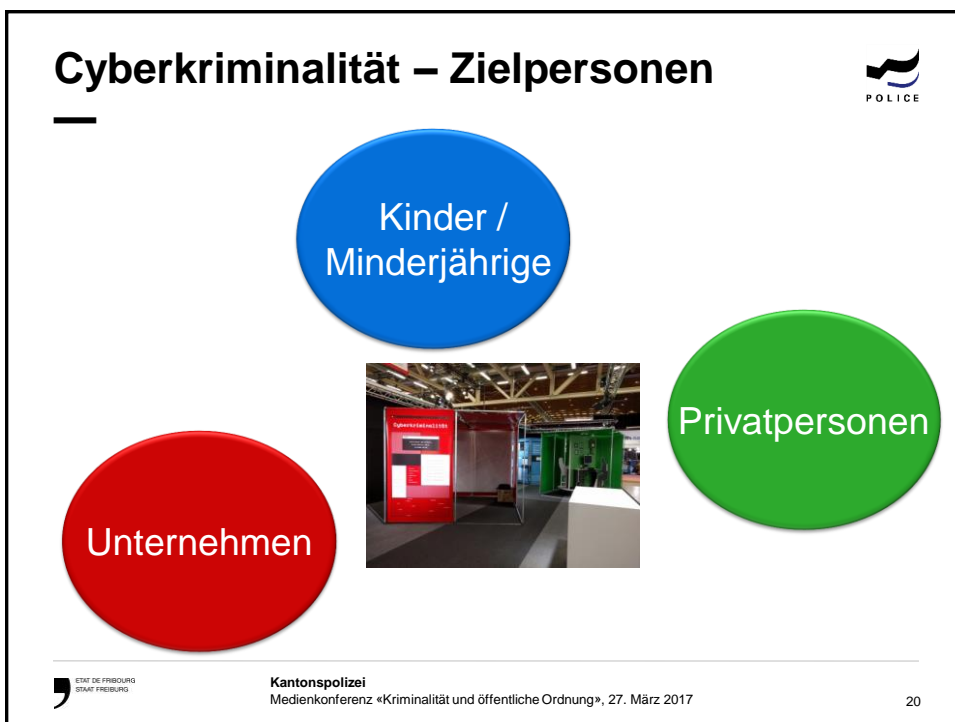 Cyberkriminalität – Zielpersonen
POLICE
Kinder /
Minderjährige
Privatpersonen
Cyberkriminalität
Unternehmen
ETAT DE FRIBOURG
STAAT FREIBURG
Kantonspolizei
Medienkonferenz «Kriminalität und öffentliche Ordnung», 27. März 2017
20